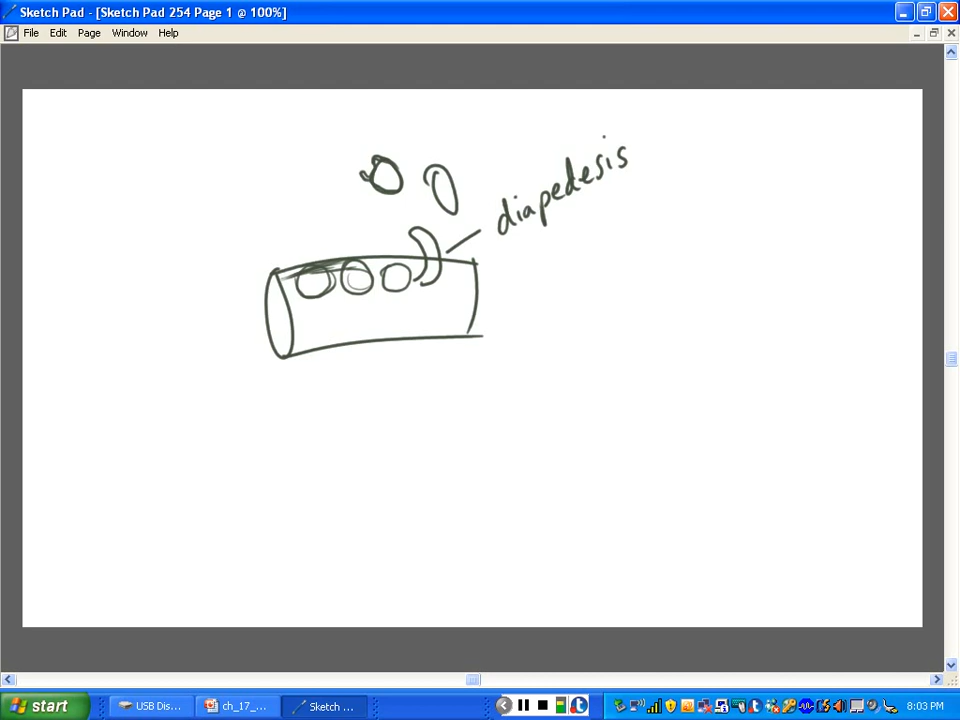 Sketch Pad - [Sketch Pad 254 Page 1 @ 100%]
File Edit Page Window Help
diapedesis
start
USB Dis...
ch_17_...
Sketch ...
8:03 PM